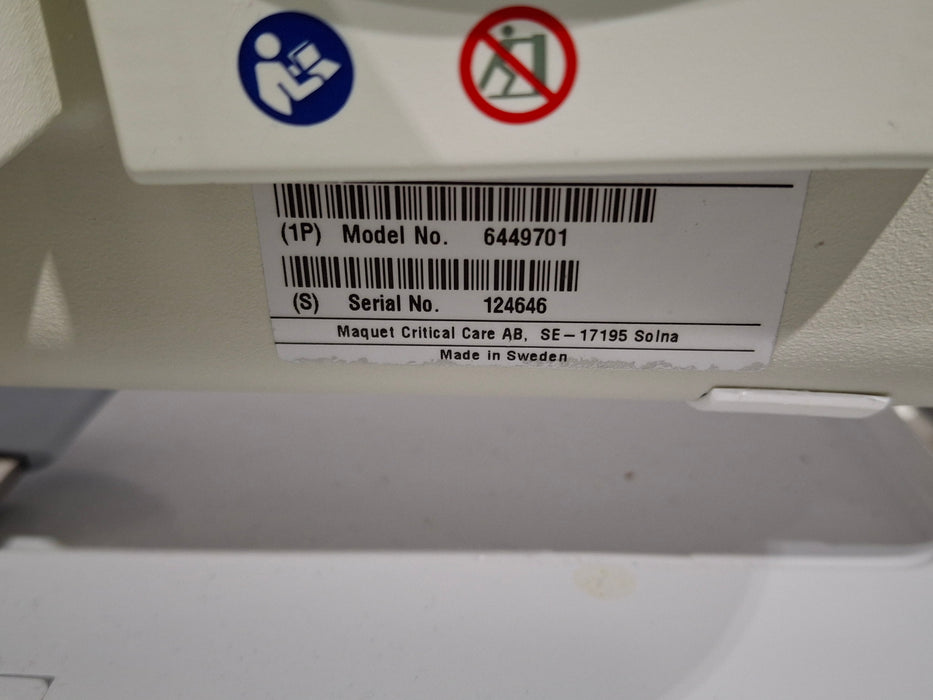 (1P) Model No. 6449701
(S) Serial No. 124646
Maquet Critical Care AB, SE-17195 Solna
Made in Sweden